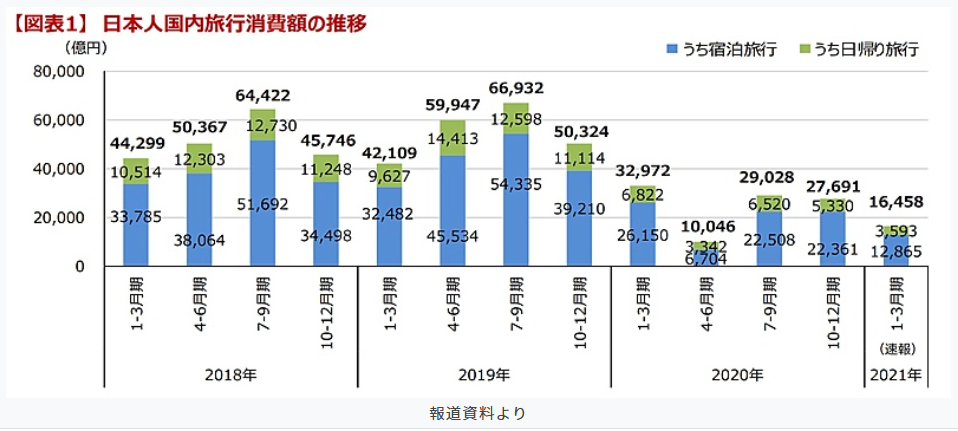 【図表1】 日本人国内旅行消費額の推移
（億円）
うち宿泊旅行 うち日帰り旅行
80,000
60,000
40,000
20,000
0
44,299 50,367 64,422 45,746 42,109 59,947 66,932 50,324 32,972 10,046 29,028 27,691 16,458
10,514 12,303 12,730 11,248 9,627 14,413 12,598 11,114 6,822 3,342 6,520 5,330 3,593
33,785 38,064 51,692 34,498 32,482 45,534 54,335 39,210 26,150 6,704 22,508 22,361 12,865
1-3月期 4-6月期 7-9月期 10-12月期 1-3月期 4-6月期 7-9月期 10-12月期 1-3月期 4-6月期 7-9月期 10-12月期 1-3月期
（速報）
2018年 2019年 2020年 2021年
報道資料より